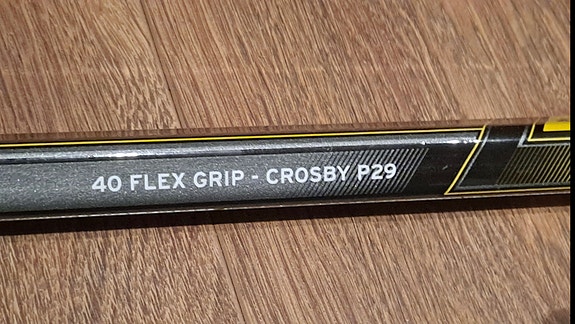 40 FLEX GRIP - CROSBY P29